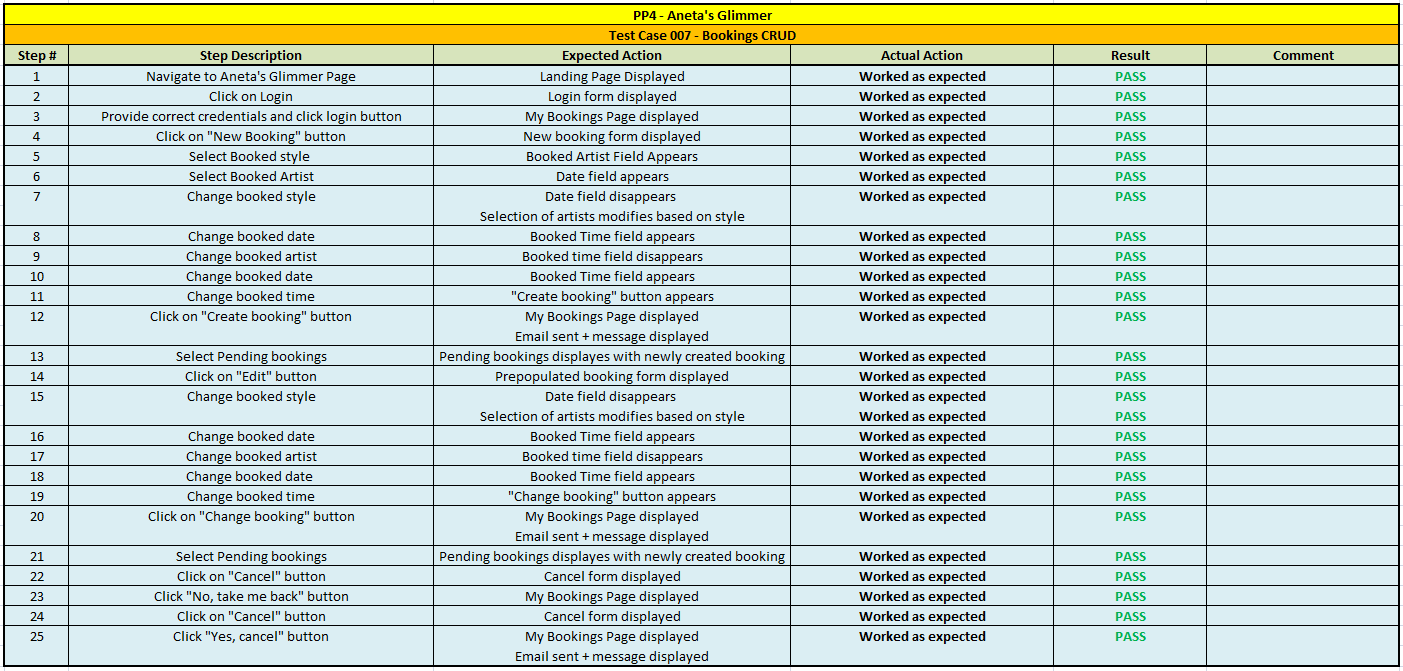 PP4 - Aneta's Glimmer
Test Case 007 - Bookings CRUD
Step # Step Description Expected Action Actual Action Result Comment
1 Navigate to Aneta's Glimmer Page Landing Page Displayed Worked as expected PASS
2 Click on Login Login form displayed Worked as expected PASS
3 Provide correct credentials and click login button My Bookings Page displayed Worked as expected PASS
4 Click on "New Booking" button New booking form displayed Worked as expected PASS
5 Select Booked style Booked Artist Field Appears Worked as expected PASS
6 Select Booked Artist Date field appears Worked as expected PASS
7 Change booked style Date field disappears Worked as expected PASS
Selection of artists modifies based on style
8 Change booked date Booked Time field appears Worked as expected PASS
9 Change booked artist Booked time field disappears Worked as expected PASS
10 Change booked date Booked Time field appears Worked as expected PASS
11 Change booked time "Create booking" button appears Worked as expected PASS
12 Click on "Create booking" button My Bookings Page displayed Worked as expected PASS
Email sent + message displayed
13 Select Pending bookings Pending bookings displayes with newly created booking Worked as expected PASS
14 Click on "Edit" button Prepopulated booking form displayed Worked as expected PASS
15 Change booked style Date field disappears Worked as expected PASS
Selection of artists modifies based on style Worked as expected PASS
16 Change booked date Booked Time field appears Worked as expected PASS
17 Change booked artist Booked time field disappears Worked as expected PASS
18 Change booked date Booked Time field appears Worked as expected PASS
19 Change booked time "Change booking" button appears Worked as expected PASS
20 Click on "Change booking" button My Bookings Page displayed Worked as expected PASS
Email sent + message displayed
21 Select Pending bookings Pending bookings displayes with newly created booking Worked as expected PASS
22 Click on "Cancel" button Cancel form displayed Worked as expected PASS
23 Click "No, take me back" button My Bookings Page displayed Worked as expected PASS
24 Click on "Cancel" button Cancel form displayed Worked as expected PASS
25 Click "Yes, cancel" button My Bookings Page displayed Worked as expected PASS
Email sent + message displayed